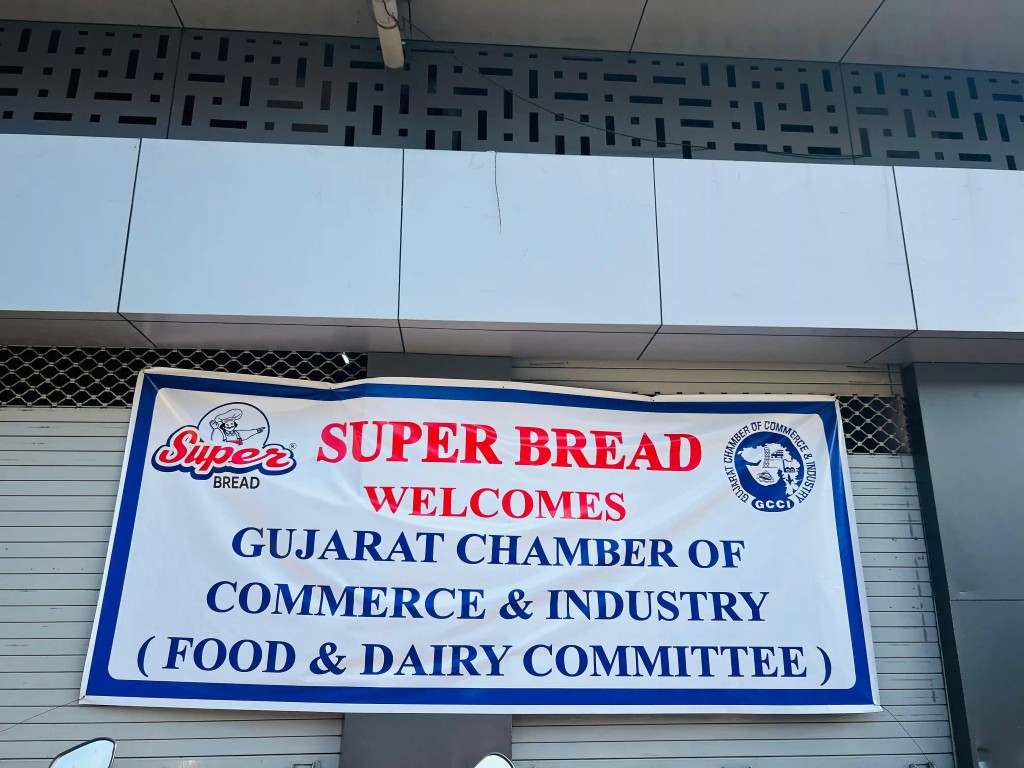 Super®
BREAD
SUPER BREAD
WELCOMES
GUJARAT CHAMBER OF
COMMERCE & INDUSTRY
( FOOD & DAIRY COMMITTEE )
GUJARAT CHAMBER OF COMMERCE & INDUSTRY
GCCI